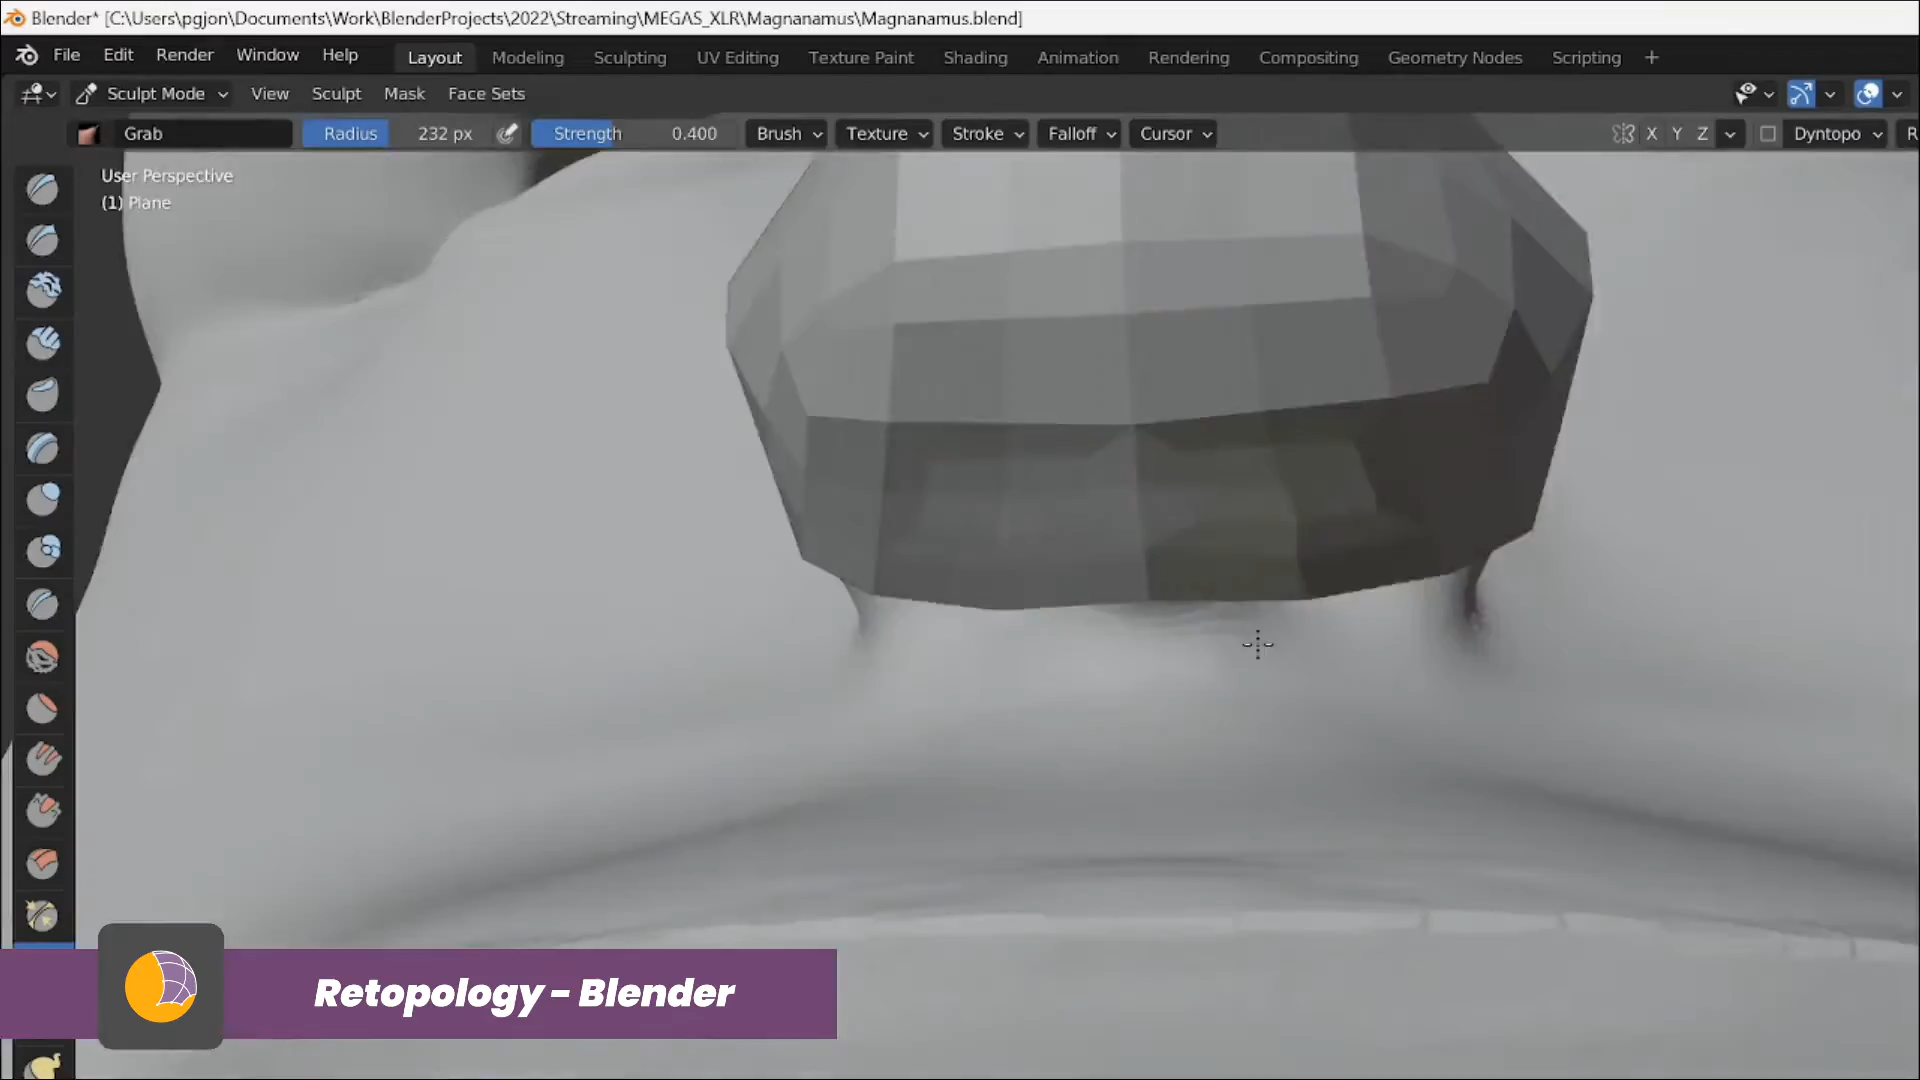 Blender* [C:\Users\pgjon\Documents\Work\BlenderProjects\2022\Streaming\MEGAS_XLR\Magnanamus\Magnanamus.blend]
File Edit Render Window Help Layout Modeling Sculpting UV Editing Texture Paint Shading Animation Rendering Compositing Geometry Nodes Scripting +
Sculpt Mode View Sculpt Mask Face Sets
Grab Radius 232 px Strength 0.400 Brush Texture Stroke Falloff Cursor X Y Z Dyntopo R
User Perspective
(1) Plane
Retopology - Blender